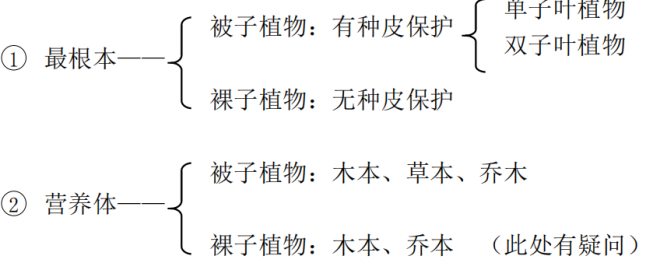 单子叶植物
被子植物：有种皮保护
双子叶植物
① 最根本——
裸子植物：无种皮保护
被子植物：木本、草本、乔木
② 营养体——
裸子植物：木本、乔本 （此处有疑问）